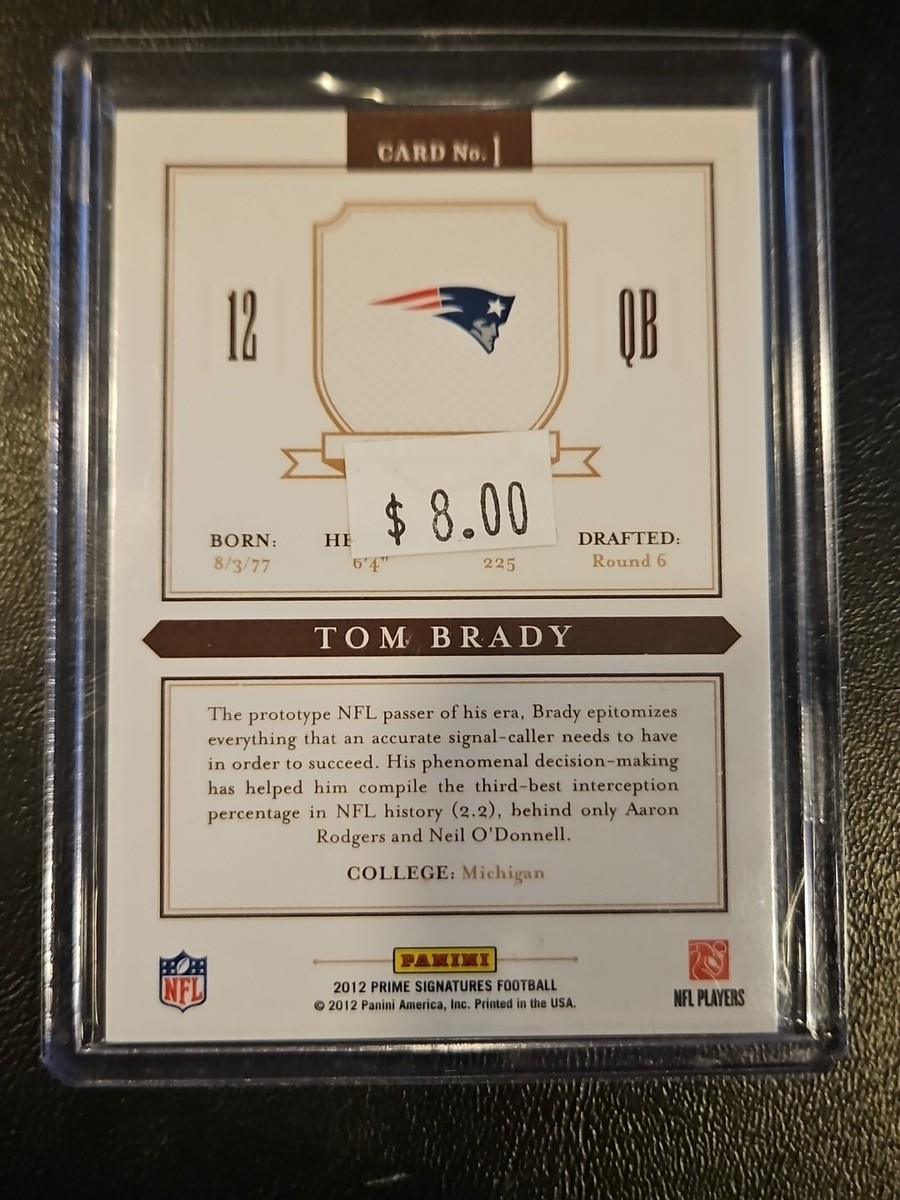 CARD No. 1
12
QB
$ 8.00
BORN:
DRAFTED:
8/3/77
6'4"
225
Round 6
TOM BRADY
The prototype NFL passer of his era, Brady epitomizes
everything that an accurate signal-caller needs to have
in order to succeed. His phenomenal decision-making
has helped him compile the third-best interception
percentage in NFL history (2.2), behind only Aaron
Rodgers and Neil O'Donnell.
COLLEGE: Michigan
NFL
PANINI
2012 PRIME SIGNATURES FOOTBALL
© 2012 Panini America, Inc. Printed in the USA.
NFL PLAYERS